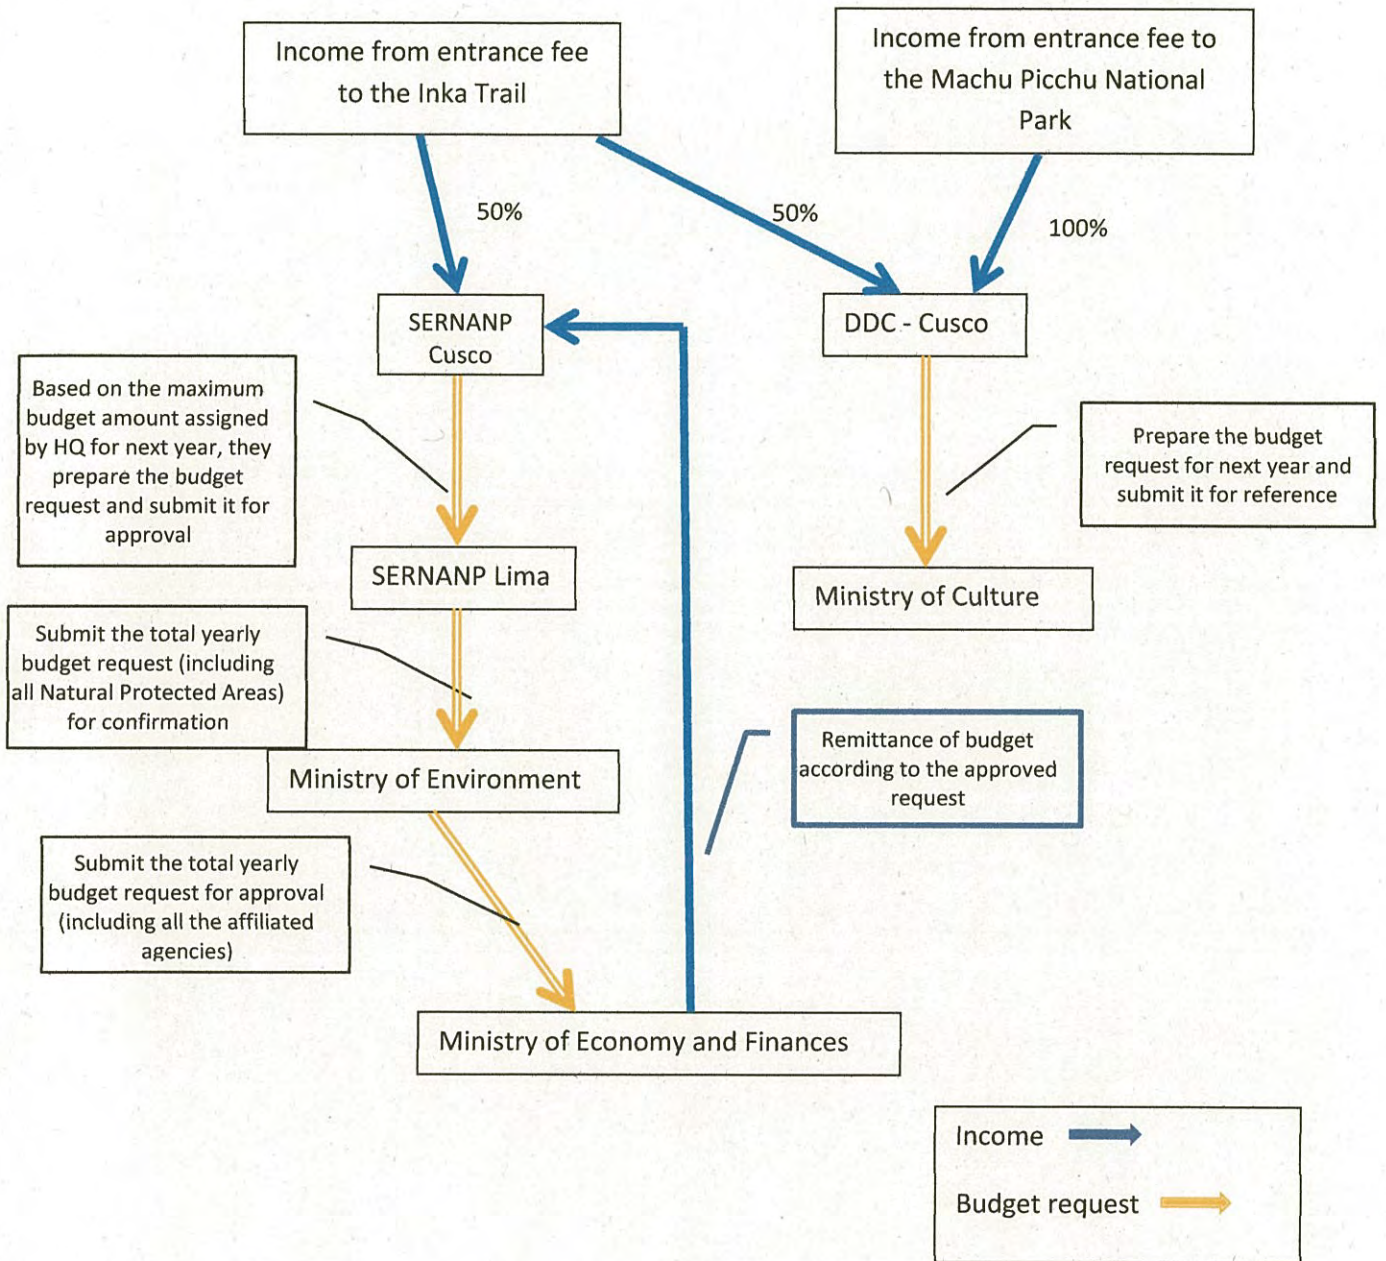 Income from entrance fee
to the Inka Trail
Income from entrance fee to
the Machu Picchu National
Park
50%
50%
100%
SERNANP
Cusco
DDC - Cusco
Based on the maximum
budget amount assigned
by HQ for next year, they
prepare the budget
request and submit it for
approval
Prepare the budget
request for next year and
submit it for reference
SERNANP Lima
Ministry of Culture
Submit the total yearly
budget request (including
all Natural Protected Areas)
for confirmation
Remittance of budget
according to the approved
request
Ministry of Environment
Submit the total yearly
budget request for approval
(including all the affiliated
agencies)
Ministry of Economy and Finances
Income
Budget request